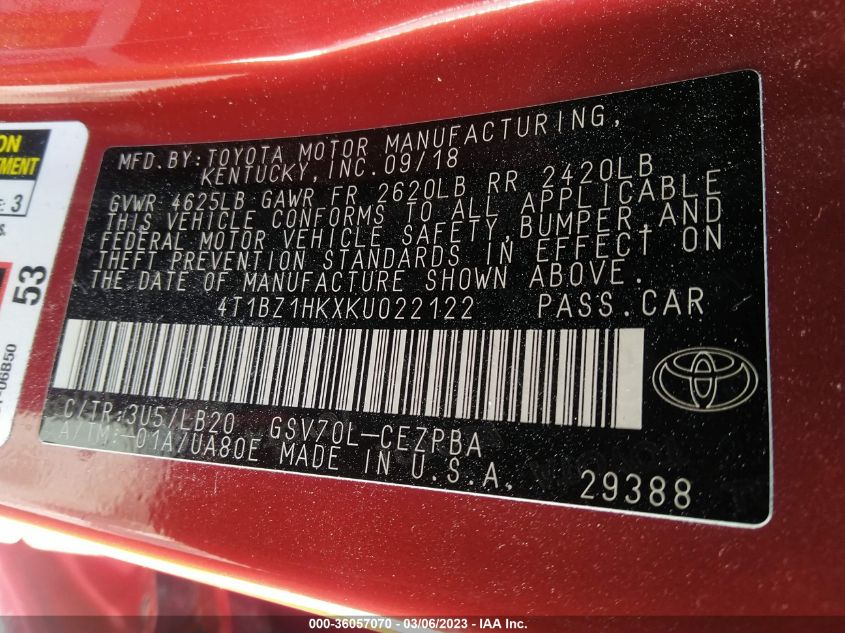 MFD. BY: TOYOTA MOTOR MANUFACTURING,
KENTUCKY, INC. 09/18
GVWR 4625LB GAWR FR 2620LB RR 2420LB
THIS VEHICLE CONFORMS TO ALL APPLICABLE
FEDERAL MOTOR VEHICLE SAFETY, BUMPER, AND
THEFT PREVENTION STANDARDS IN EFFECT ON
THE DATE OF MANUFACTURE SHOWN ABOVE.
4T1BZ1HKXKU022122 PASS.CAR
C/TR:3U5/LB20 GSV70L-CEZPBA
A/TM:-01A/UA80E MADE IN U.S.A.
29388
3
53
-06B50
000-36057070 — 03/06/2023 — IAA Inc.